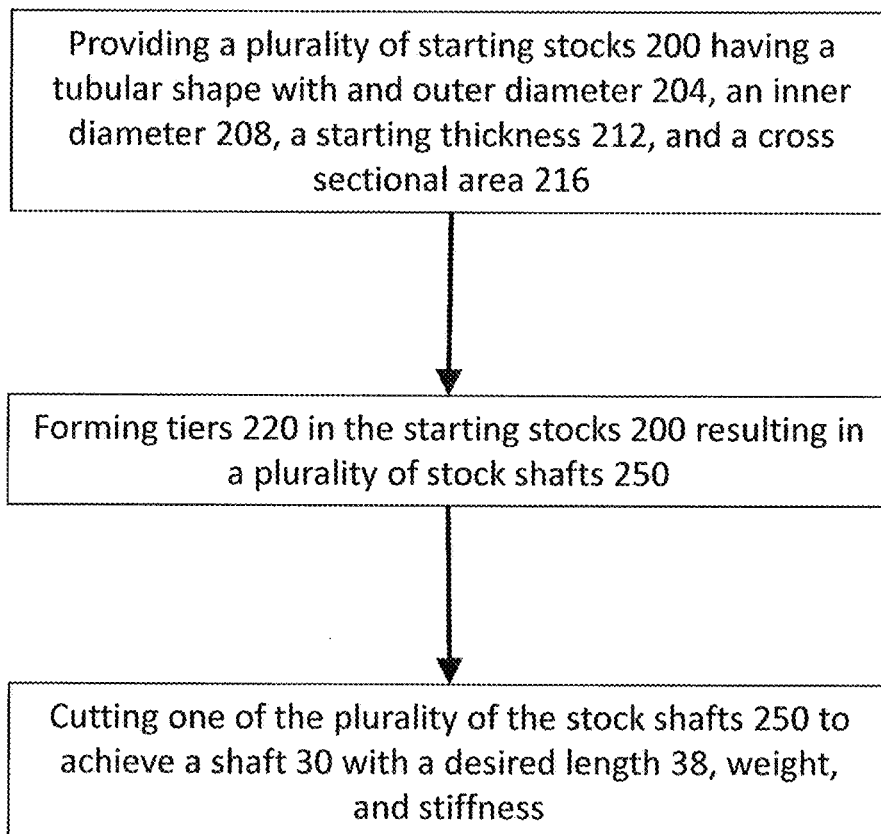 Providing a plurality of starting stocks 200 having a
tubular shape with and outer diameter 204, an inner
diameter 208, a starting thickness 212, and a cross
sectional area 216
Forming tiers 220 in the starting stocks 200 resulting in
a plurality of stock shafts 250
Cutting one of the plurality of the stock shafts 250 to
achieve a shaft 30 with a desired length 38, weight,
and stiffness